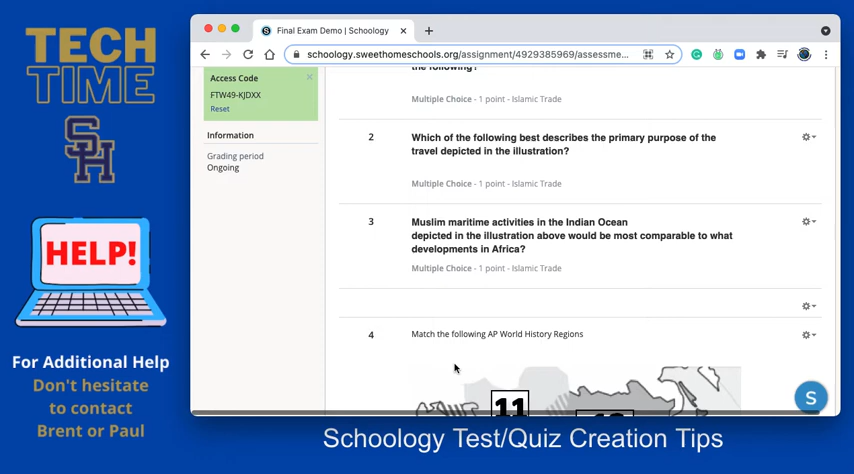 TECH
TIME
SH
HELP!
For Additional Help
Don't hesitate
to contact
Brent or Paul
Final Exam Demo | Schoology
schoology.sweethomeschools.org/assignment/4929385969/assessme...
Access Code
FTW49-KJDXX
Reset
Information
Grading period
Ongoing
the following?
Multiple Choice - 1 point - Islamic Trade
2
Which of the following best describes the primary purpose of the
travel depicted in the illustration?
Multiple Choice - 1 point - Islamic Trade
3
Muslim maritime activities in the Indian Ocean
depicted in the illustration above would be most comparable to what
developments in Africa?
Multiple Choice - 1 point - Islamic Trade
4
Match the following AP World History Regions
11
S
Schoology Test/Quiz Creation Tips